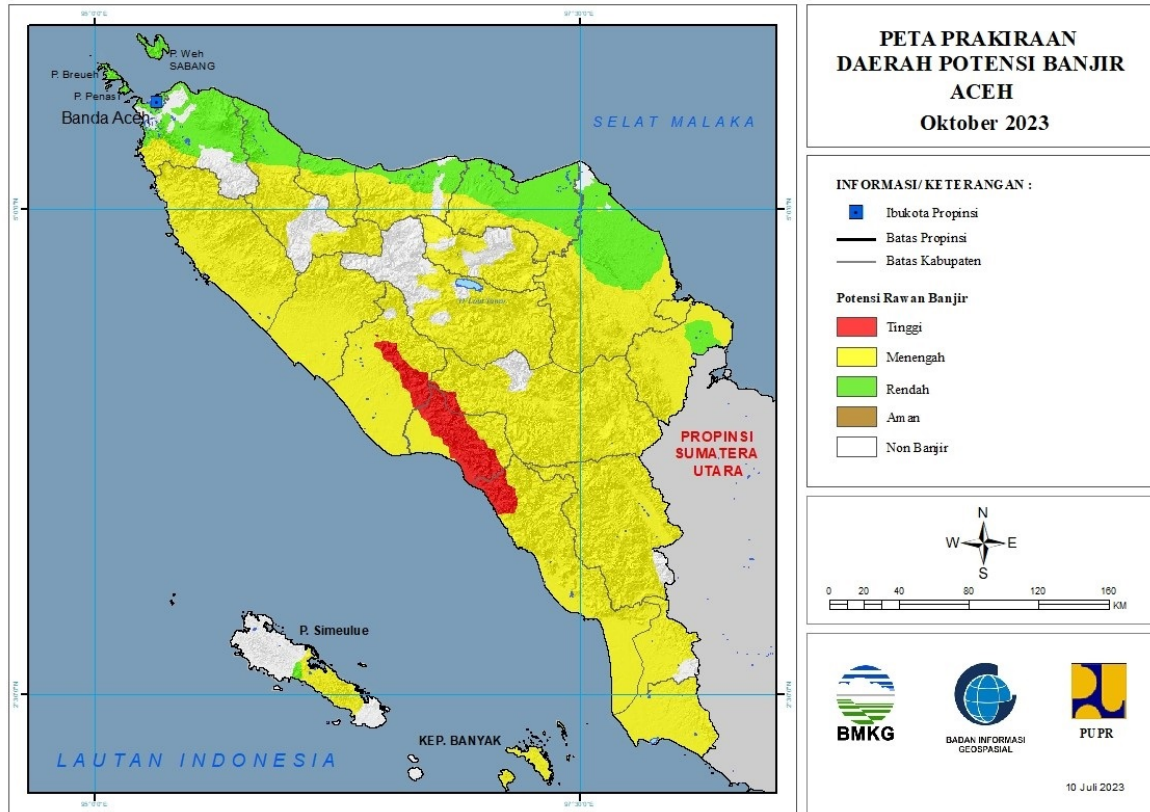 PETA PRAKIRAAN
DAERAH POTENSI BANJIR
ACEH
Oktober 2023
INFORMASI/ KETERANGAN :
Ibukota Propinsi
Batas Propinsi
Batas Kabupaten
Potensi Rawan Banjir
Tinggi
Menengah
Rendah
Aman
Non Banjir
N
W E
S
0 20 40 80 120 160
KM
BMKG
BADAN INFORMASI
GEOSPASIAL
PUPR
10 Juli 2023
P. Weh
SABANG
P. Breueh
P. Penasi
Banda Aceh
SELAT MALAKA
PROPINSI
SUMATERA
UTARA
P. Simeulue
KEP. BANYAK
LAUTAN INDONESIA